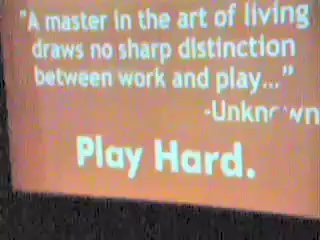 "A master in the art of living
draws no sharp distinction
between work and play..."
-Unknown
Play Hard.